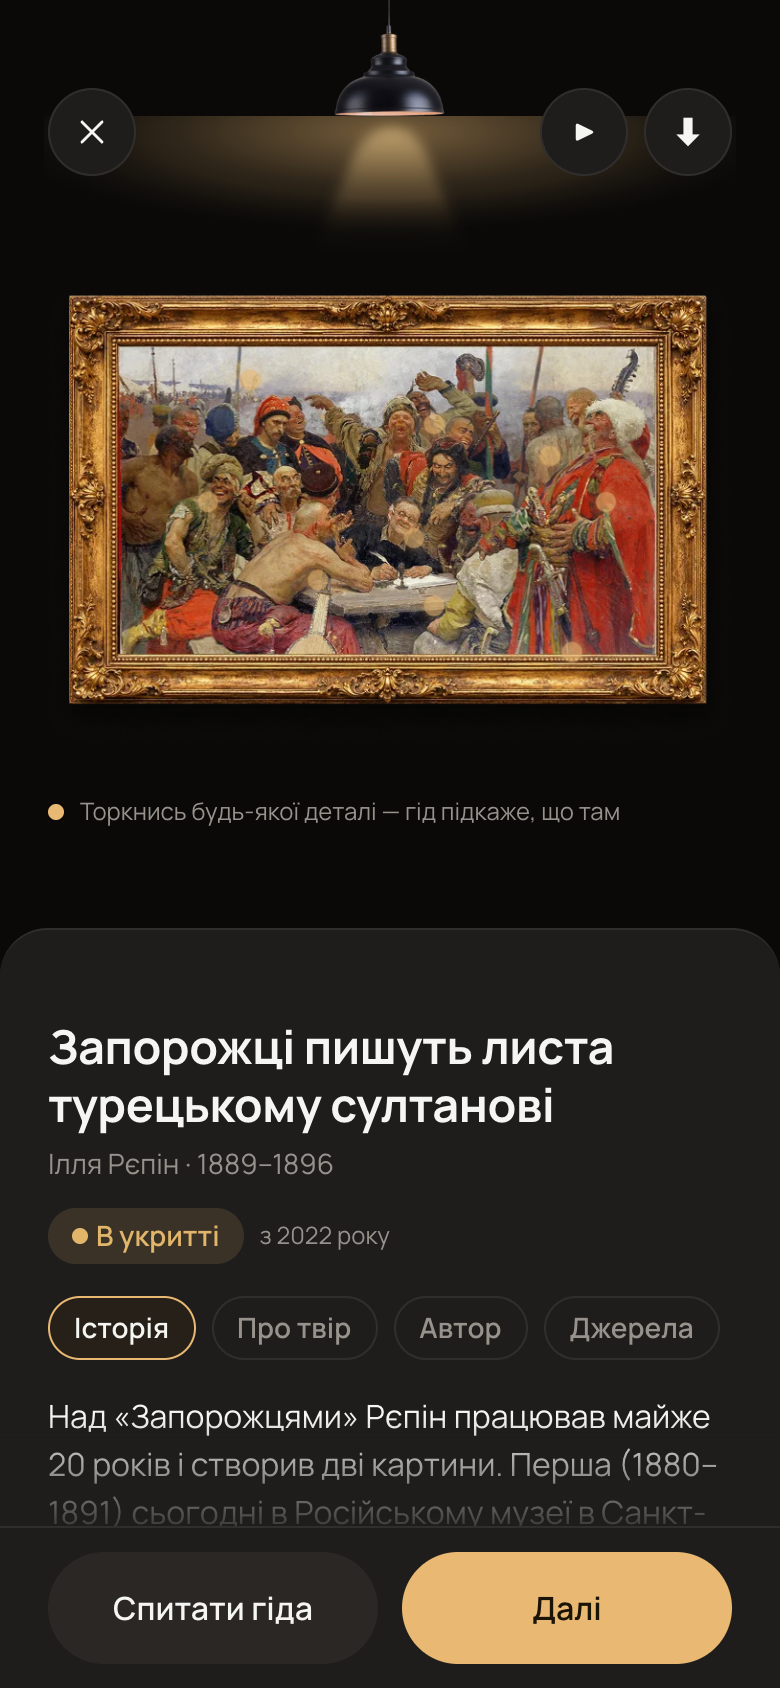 Торкнись будь-якої деталі — гід підкаже, що там
Запорожці пишуть листа
турецькому султанові
Ілля Рєпін · 1889–1896
В укритті
з 2022 року
Історія
Про твір
Автор
Джерела
Над «Запорожцями» Рєпін працював майже
20 років і створив дві картини. Перша (1880–
1891) сьогодні в Російському музеї в Санкт-
Спитати гіда
Далі